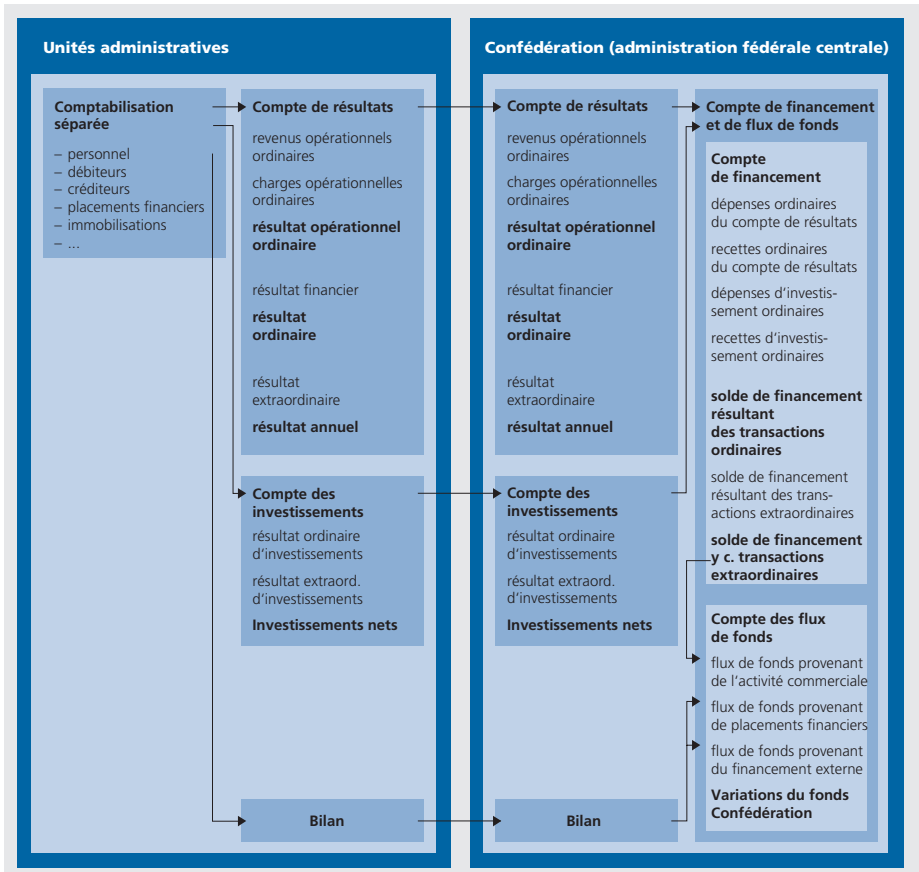 Unités administratives
Comptabilisation
séparée
– personnel
– débiteurs
– créditeurs
– placements financiers
– immobilisations
– ...
Compte de résultats
revenus opérationnels
ordinaires
charges opérationnelles
ordinaires
résultat opérationnel
ordinaire
résultat financier
résultat
ordinaire
résultat
extraordinaire
résultat annuel
Compte des
investissements
résultat ordinaire
d'investissements
résultat extraord.
d'investissements
Investissements nets
Bilan
Confédération (administration fédérale centrale)
Compte de résultats
revenus opérationnels
ordinaires
charges opérationnelles
ordinaires
résultat opérationnel
ordinaire
résultat financier
résultat
ordinaire
résultat
extraordinaire
résultat annuel
Compte des
investissements
résultat ordinaire
d'investissements
résultat extraord.
d'investissements
Investissements nets
Bilan
Compte de financement
et de flux de fonds
Compte
de financement
dépenses ordinaires
du compte de résultats
recettes ordinaires
du compte de résultats
dépenses d'investis-
sement ordinaires
recettes d'investis-
sement ordinaires
solde de financement
résultant
des transactions
ordinaires
solde de financement
résultant des trans-
actions extraordinaires
solde de financement
y c. transactions
extraordinaires
Compte des flux
de fonds
flux de fonds provenant
de l'activité commerciale
flux de fonds provenant
de placements financiers
flux de fonds provenant
du financement externe
Variations du fonds
Confédération